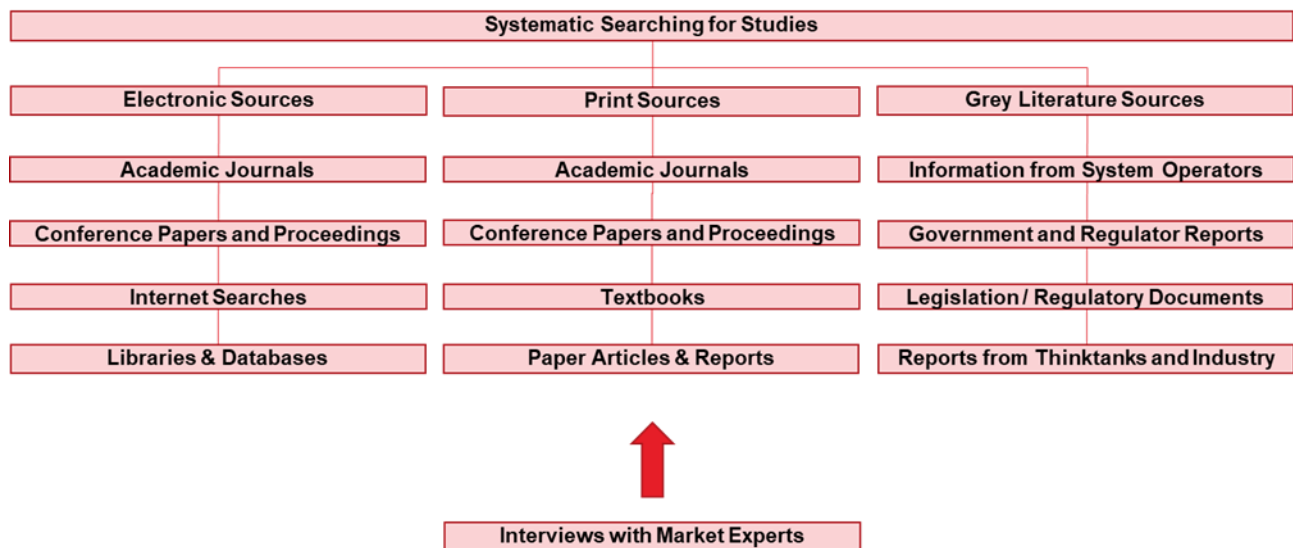 Systematic Searching for Studies
Electronic Sources
Print Sources
Grey Literature Sources
Academic Journals
Academic Journals
Information from System Operators
Conference Papers and Proceedings
Conference Papers and Proceedings
Government and Regulator Reports
Internet Searches
Textbooks
Legislation / Regulatory Documents
Libraries & Databases
Paper Articles & Reports
Reports from Thinktanks and Industry
Interviews with Market Experts